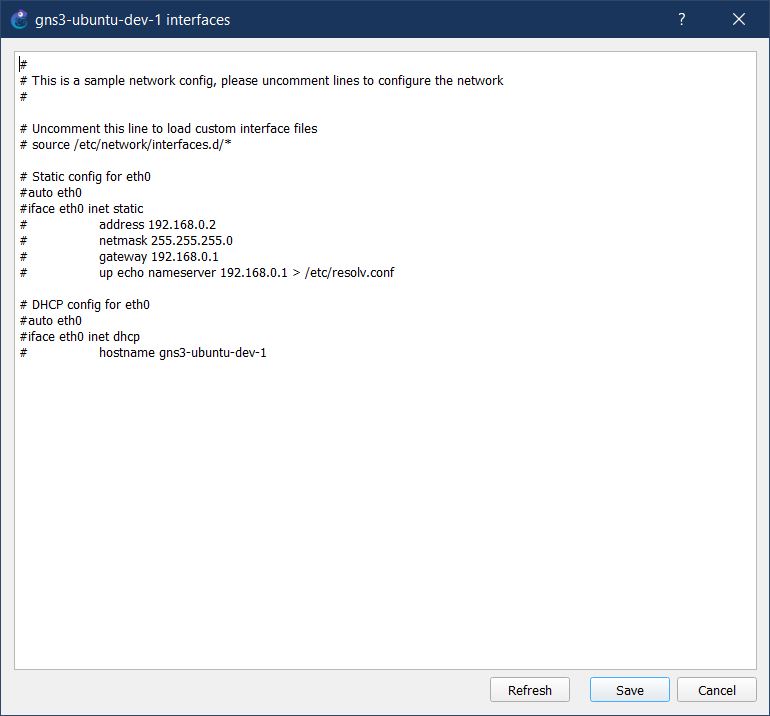 gns3-ubuntu-dev-1 interfaces
?
#
# This is a sample network config, please uncomment lines to configure the network
#
# Uncomment this line to load custom interface files
# source /etc/network/interfaces.d/*
# Static config for eth0
#auto eth0
#iface eth0 inet static
#	address 192.168.0.2
#	netmask 255.255.255.0
#	gateway 192.168.0.1
#	up echo nameserver 192.168.0.1 > /etc/resolv.conf
# DHCP config for eth0
#auto eth0
#iface eth0 inet dhcp
#	hostname gns3-ubuntu-dev-1
Refresh
Save
Cancel